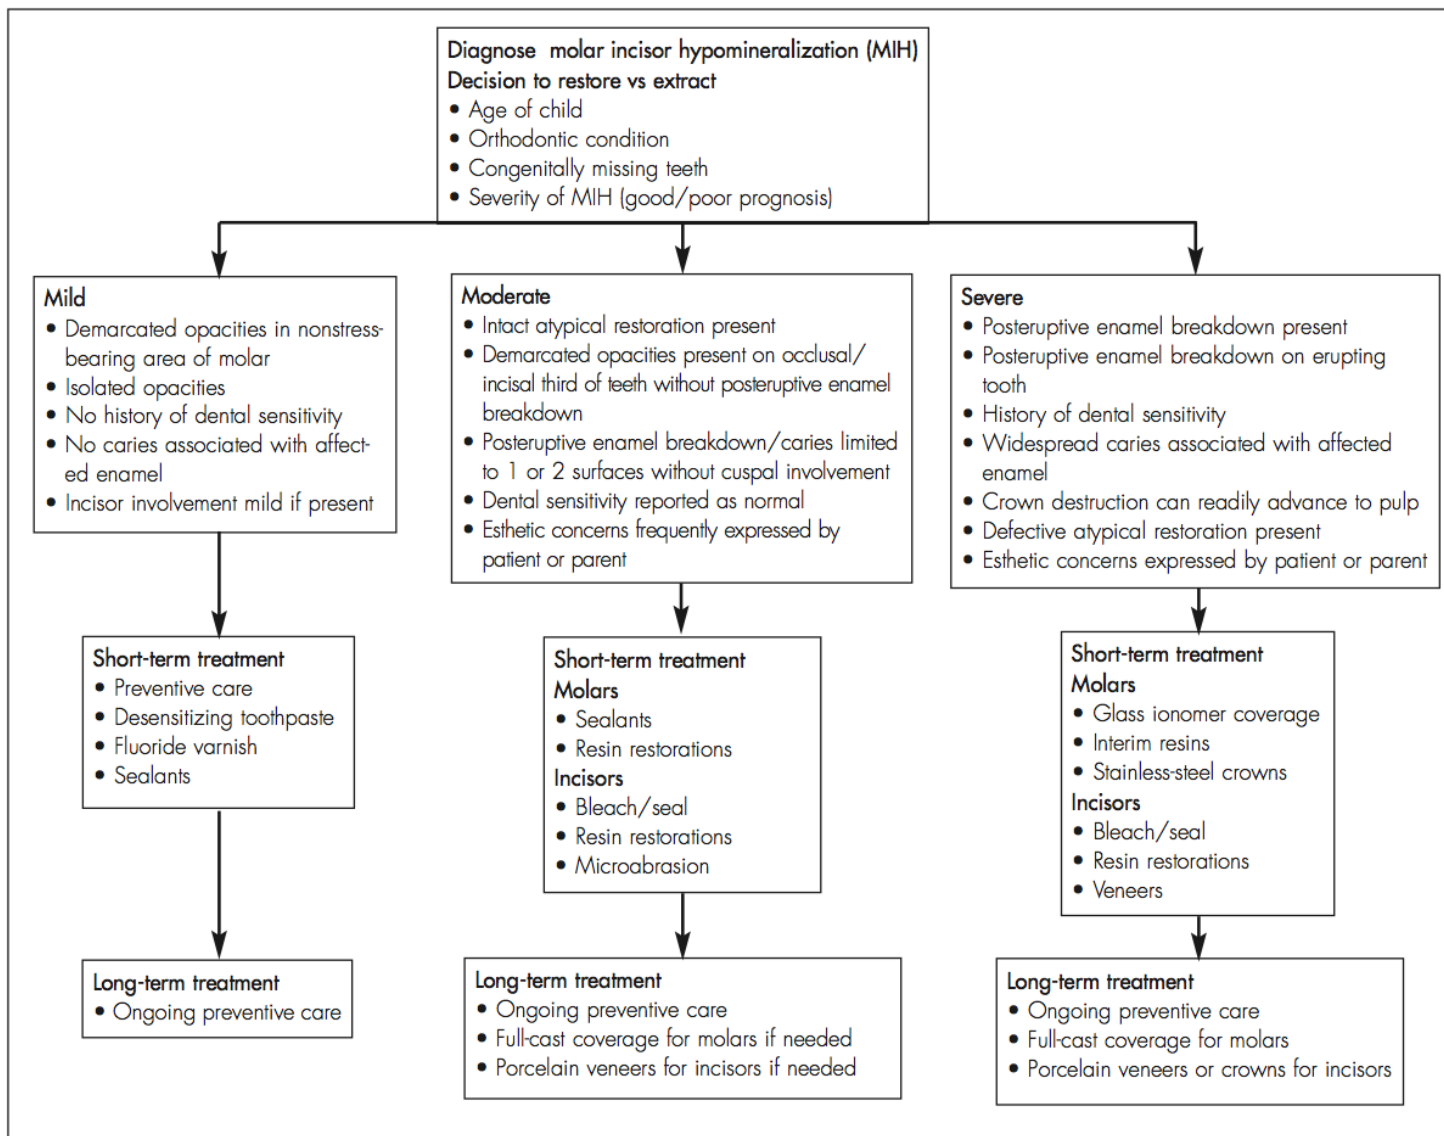 Diagnose molar incisor hypomineralization (MIH)
Decision to restore vs extract
• Age of child
• Orthodontic condition
• Congenitally missing teeth
• Severity of MIH (good/poor prognosis)
Mild
• Demarcated opacities in nonstress-
bearing area of molar
• Isolated opacities
• No history of dental sensitivity
• No caries associated with affect-
ed enamel
• Incisor involvement mild if present
Moderate
• Intact atypical restoration present
• Demarcated opacities present on occlusal/
incisal third of teeth without posteruptive enamel
breakdown
• Posteruptive enamel breakdown/caries limited
to 1 or 2 surfaces without cuspal involvement
• Dental sensitivity reported as normal
• Esthetic concerns frequently expressed by
patient or parent
Severe
• Posteruptive enamel breakdown present
• Posteruptive enamel breakdown on erupting
tooth
• History of dental sensitivity
• Widespread caries associated with affected
enamel
• Crown destruction can readily advance to pulp
• Defective atypical restoration present
• Esthetic concerns expressed by patient or parent
Short-term treatment
• Preventive care
• Desensitizing toothpaste
• Fluoride varnish
• Sealants
Short-term treatment
Molars
• Sealants
• Resin restorations
Incisors
• Bleach/seal
• Resin restorations
• Microabrasion
Short-term treatment
Molars
• Glass ionomer coverage
• Interim resins
• Stainless-steel crowns
Incisors
• Bleach/seal
• Resin restorations
• Veneers
Long-term treatment
• Ongoing preventive care
Long-term treatment
• Ongoing preventive care
• Full-cast coverage for molars if needed
• Porcelain veneers for incisors if needed
Long-term treatment
• Ongoing preventive care
• Full-cast coverage for molars
• Porcelain veneers or crowns for incisors